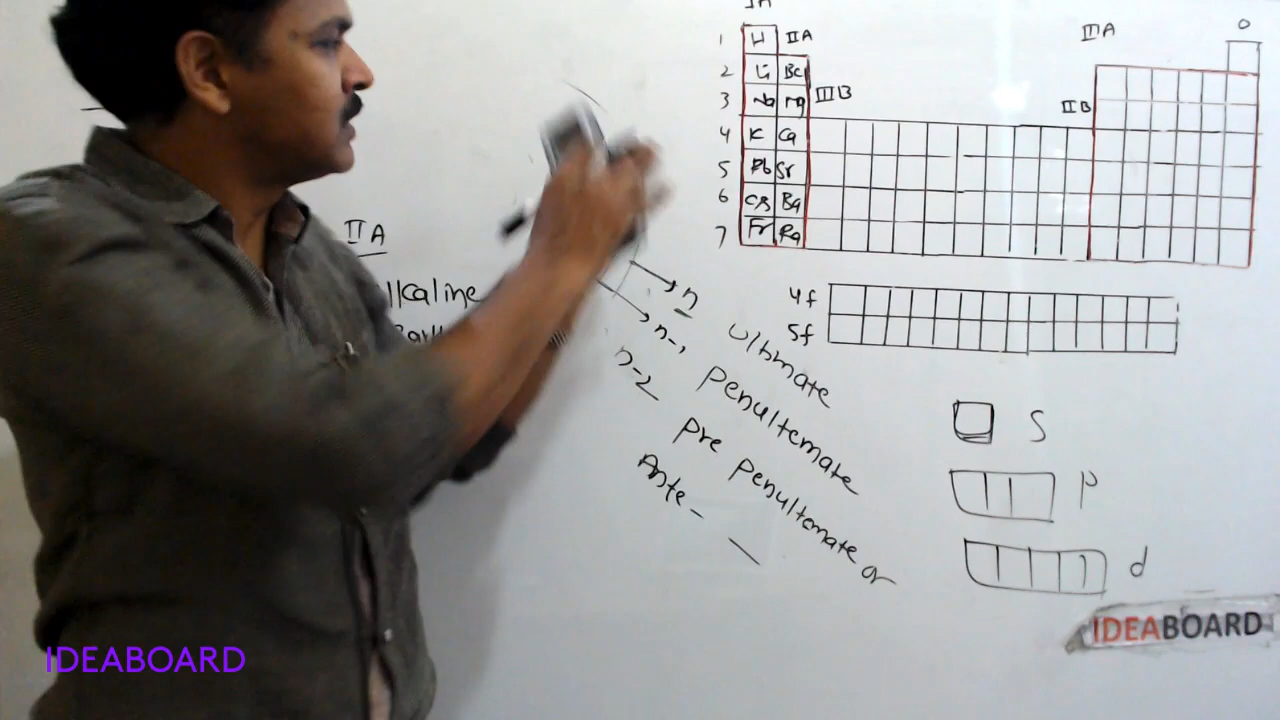 IA
0
1 H IIA
IIIA
2 Li Be
3 Na Mg IIIB
IIB
4 K Ca
5 Rb Sr
6 Cs Ba
7 Fr Ra
IIA
4f
5f
n ultimate
n-1 Penultemate
n-2 Pre Penultemate or
Ante -
S
P
d
IDEABOARD
IDEABOARD